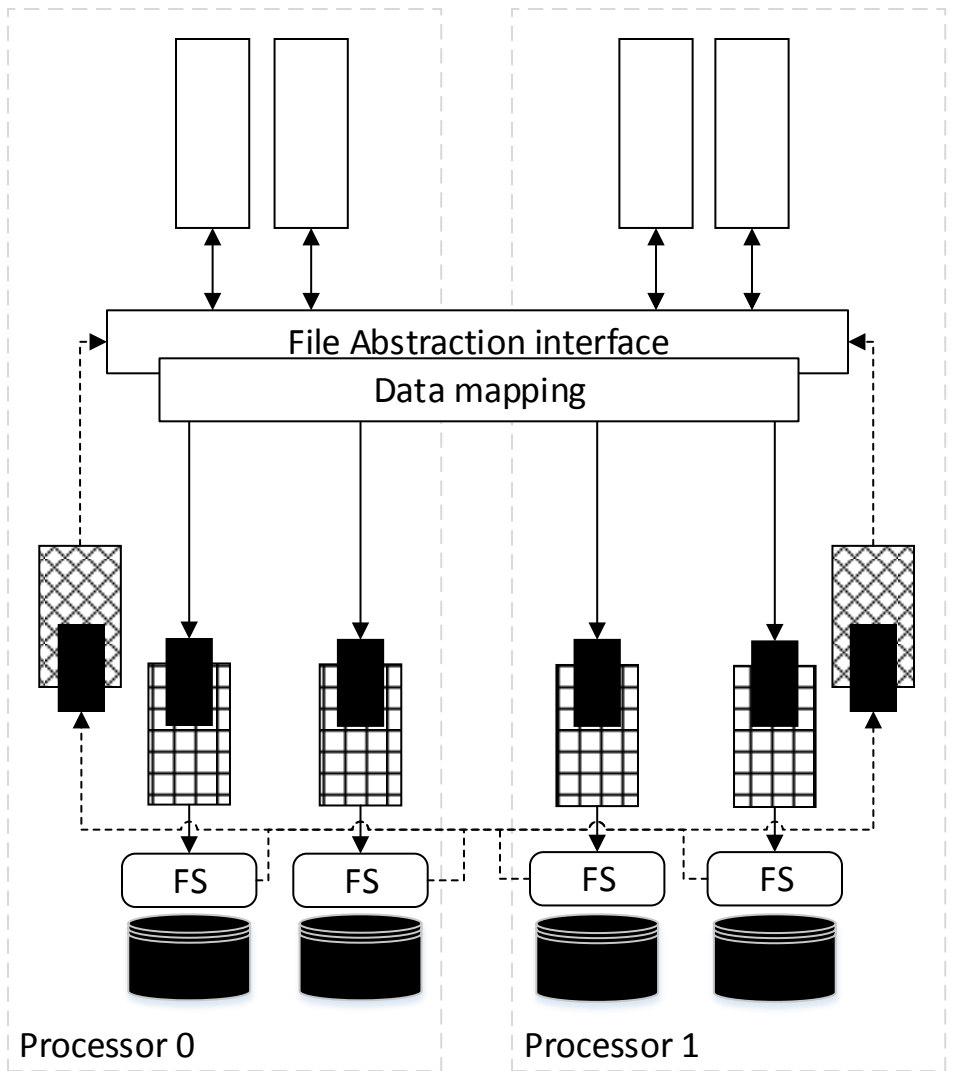 File Abstraction interface
Data mapping
FS
FS
FS
FS
Processor 0
Processor 1